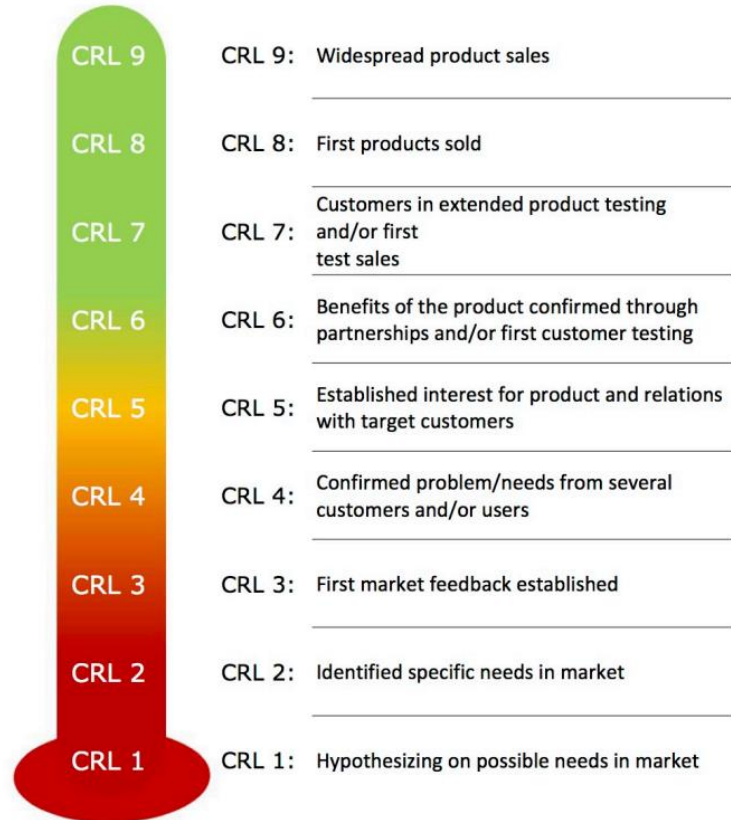 CRL 9
CRL 9: Widespread product sales
CRL 8
CRL 8: First products sold
CRL 7
CRL 7: Customers in extended product testing
and/or first
test sales
CRL 6
CRL 6: Benefits of the product confirmed through
partnerships and/or first customer testing
CRL 5
CRL 5: Established interest for product and relations
with target customers
CRL 4
CRL 4: Confirmed problem/needs from several
customers and/or users
CRL 3
CRL 3: First market feedback established
CRL 2
CRL 2: Identified specific needs in market
CRL 1
CRL 1: Hypothesizing on possible needs in market